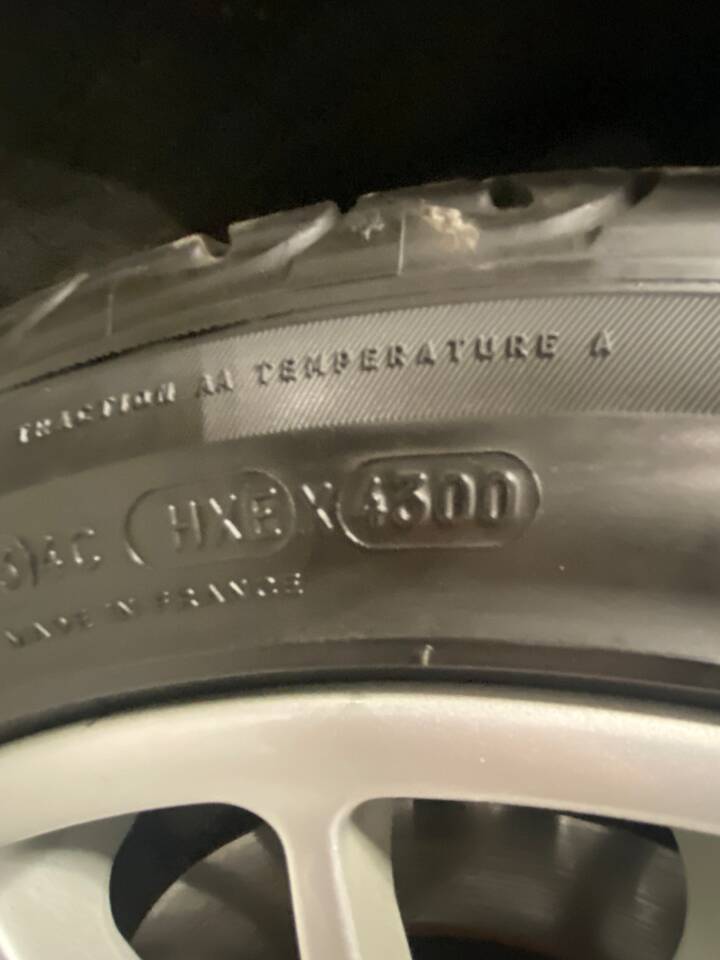 TRACTION AA TEMPERATURE A
HXE X 4300
MADE IN FRANCE